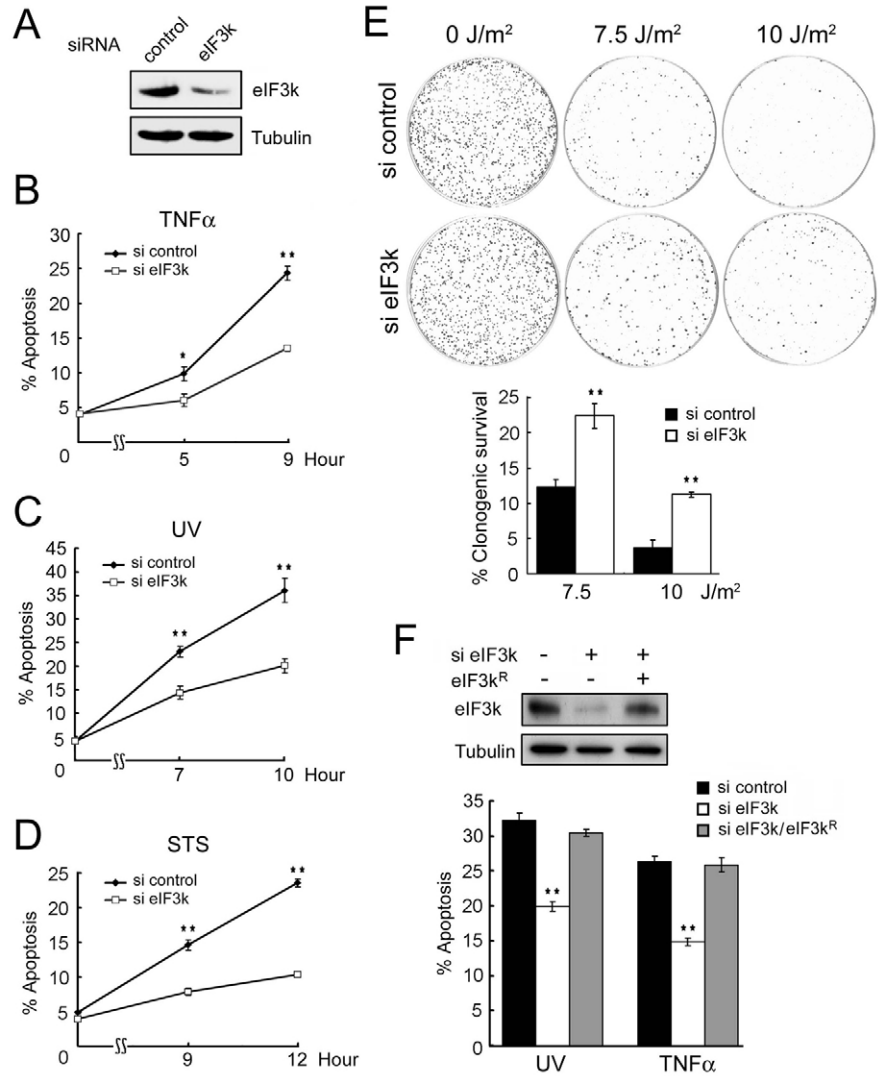 A
siRNA
control
eIF3k
eIF3k
Tubulin
B
TNFα
30
25
20
15
10
5
0
% Apoptosis
si control
si eIF3k
*
**
5
9
Hour
C
UV
45
40
35
30
25
20
15
10
5
0
% Apoptosis
si control
si eIF3k
**
**
7
10
Hour
D
STS
25
20
15
10
5
0
% Apoptosis
si control
si eIF3k
**
**
9
12
Hour
E
0 J/m²
7.5 J/m²
10 J/m²
si control
si eIF3k
25
20
15
10
5
0
% Clonogenic survival
si control
si eIF3k
**
**
7.5
10
J/m²
F
si eIF3k - + +
eIF3kᴿ - - +
eIF3k
Tubulin
si control
si eIF3k
si eIF3k/eIF3kᴿ
35
30
25
20
15
10
5
0
% Apoptosis
**
**
UV
TNFα